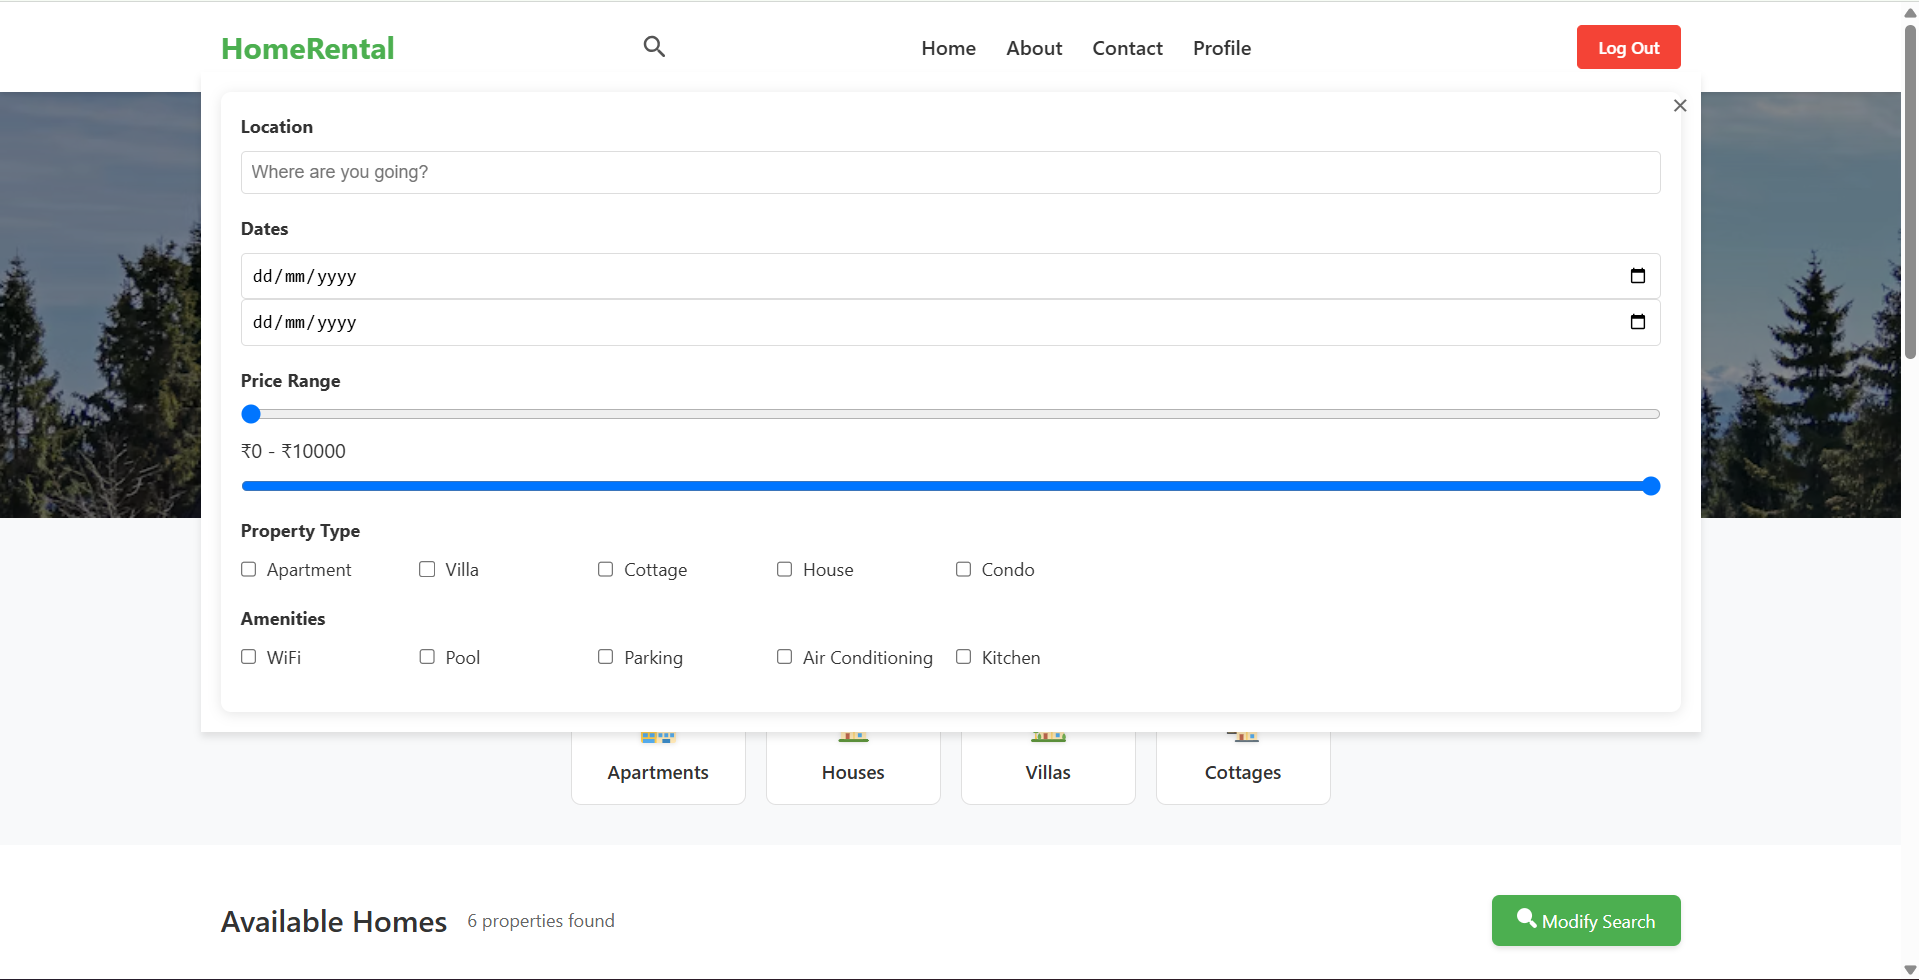 HomeRental Home About Contact Profile Log Out
Location
Where are you going?
Dates
dd/mm/yyyy
dd/mm/yyyy
Price Range
₹0 - ₹10000
Property Type
Apartment Villa Cottage House Condo
Amenities
WiFi Pool Parking Air Conditioning Kitchen
Apartments Houses Villas Cottages
Available Homes 6 properties found Modify Search